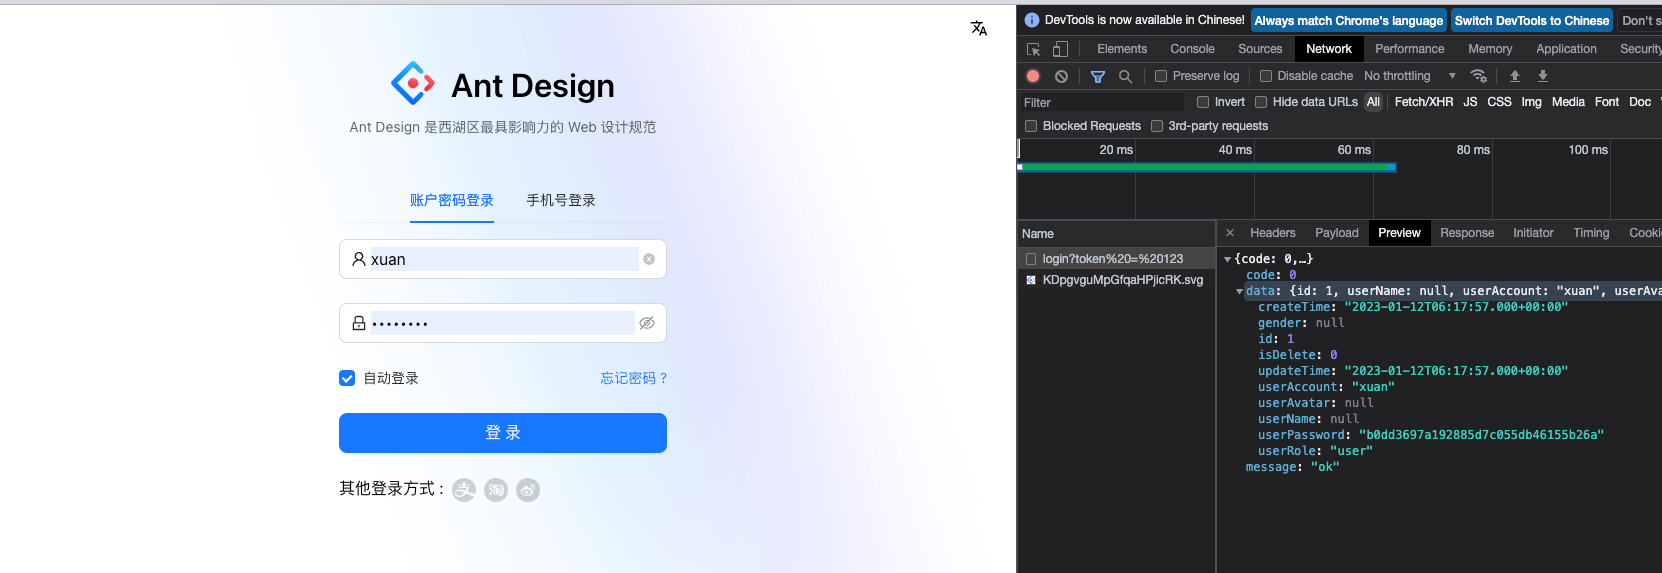 Ant Design
Ant Design 是西湖区最具影响力的 Web 设计规范
账户密码登录 手机号登录
xuan
••••••••
自动登录 忘记密码 ?
登 录
其他登录方式 :
支 淘
DevTools is now available in Chinese! Always match Chrome's language Switch DevTools to Chinese Don't s
Elements Console Sources Network Performance Memory Application Security
Preserve log Disable cache No throttling
Filter Invert Hide data URLs All Fetch/XHR JS CSS Img Media Font Doc
Blocked Requests 3rd-party requests
20 ms 40 ms 60 ms 80 ms 100 ms
Name
login?token%20=%20123
KDpgvguMpGfqaHPjicRK.svg
× Headers Payload Preview Response Initiator Timing Cooki
{code: 0,…}
code: 0
data: {id: 1, userName: null, userAccount: "xuan", userAva
createTime: "2023-01-12T06:17:57.000+00:00"
gender: null
id: 1
isDelete: 0
updateTime: "2023-01-12T06:17:57.000+00:00"
userAccount: "xuan"
userAvatar: null
userName: null
userPassword: "b0dd3697a192885d7c055db46155b26a"
userRole: "user"
message: "ok"